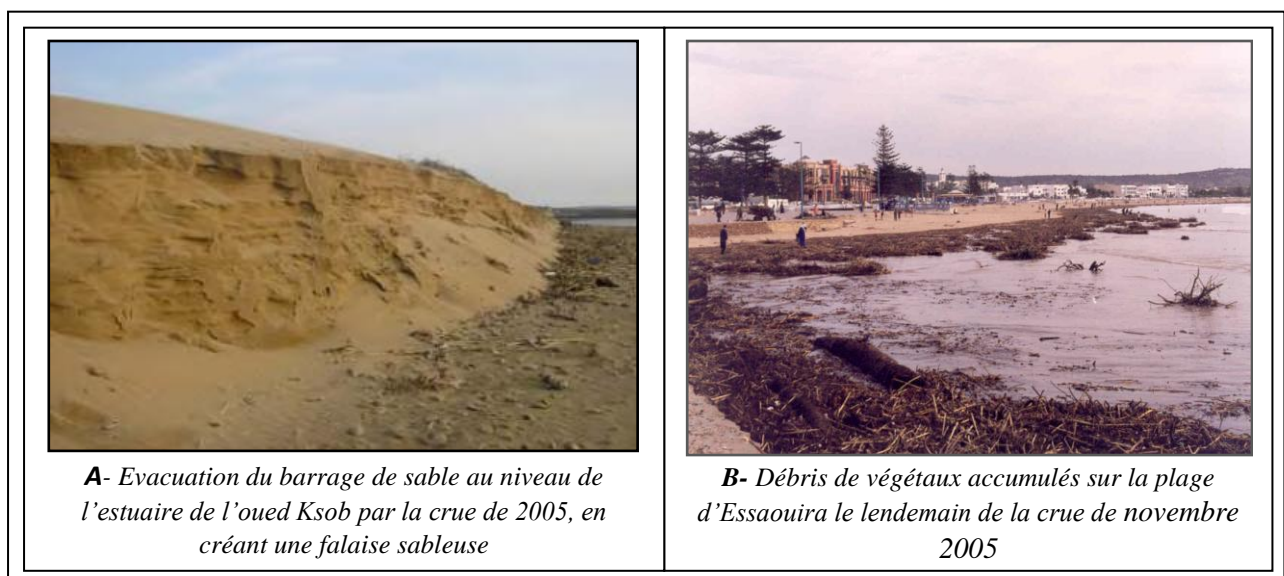 A- Evacuation du barrage de sable au niveau de
l'estuaire de l'oued Ksob par la crue de 2005, en
créant une falaise sableuse
B- Débris de végétaux accumulés sur la plage
d'Essaouira le lendemain de la crue de novembre
2005